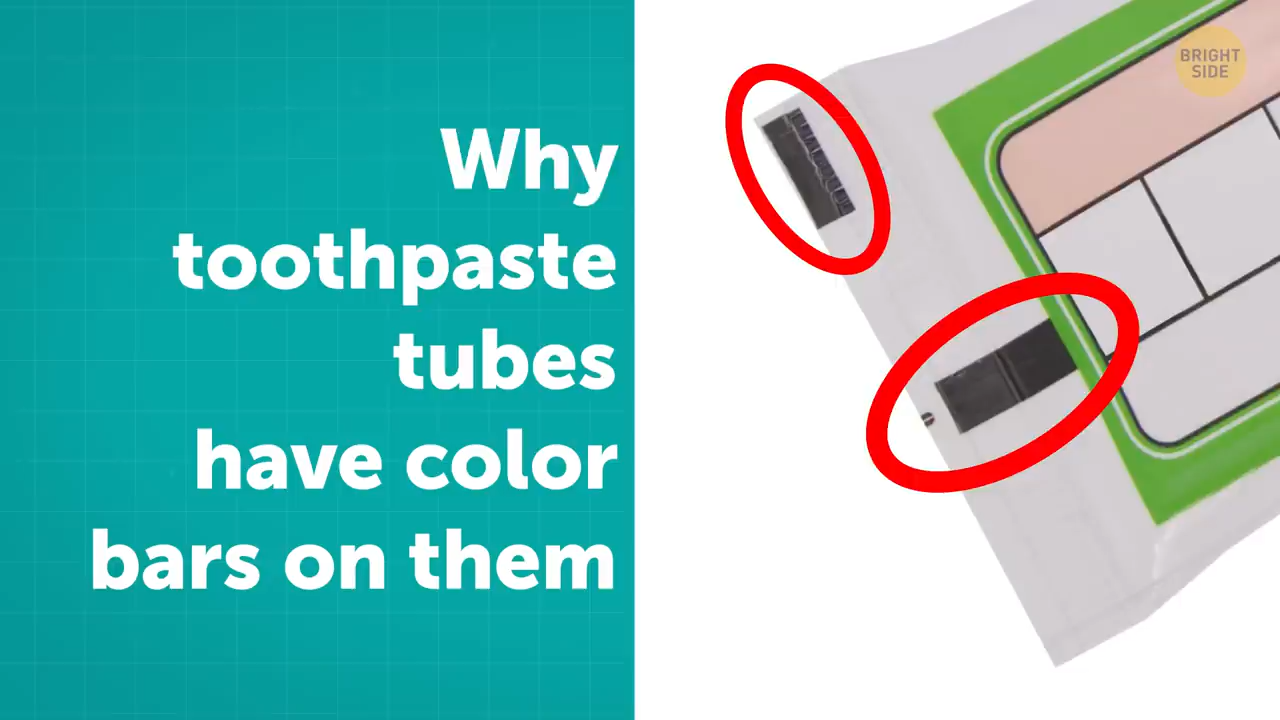 Why
toothpaste
tubes
have color
bars on them
BRIGHT
SIDE